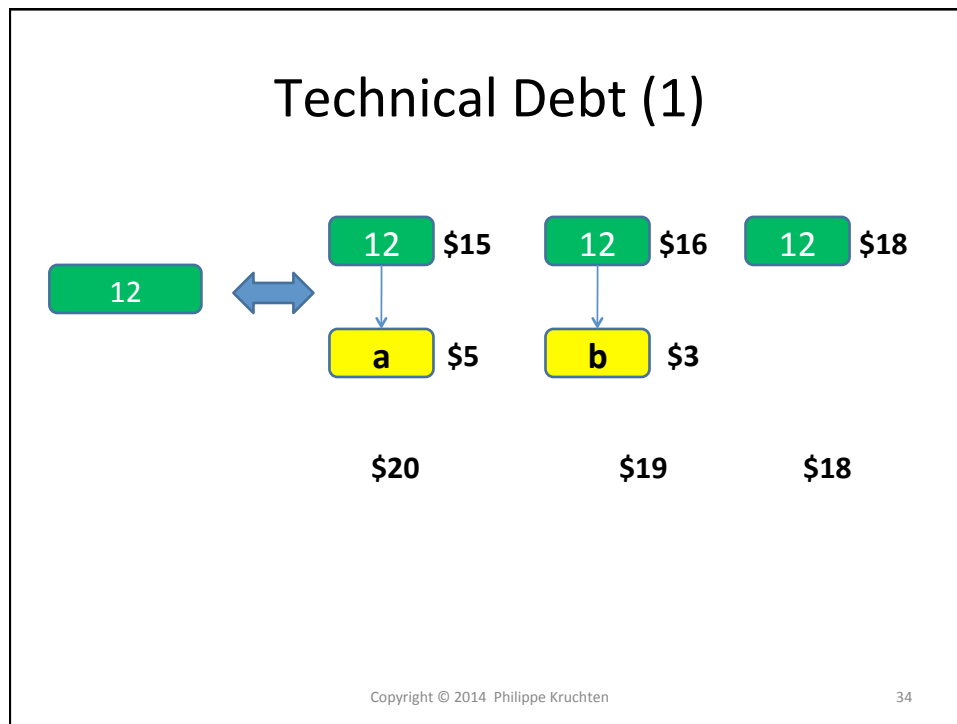 Technical Debt (1)
12 $15 12 $16 12 $18
12
a $5 b $3
$20 $19 $18
Copyright © 2014 Philippe Kruchten 34